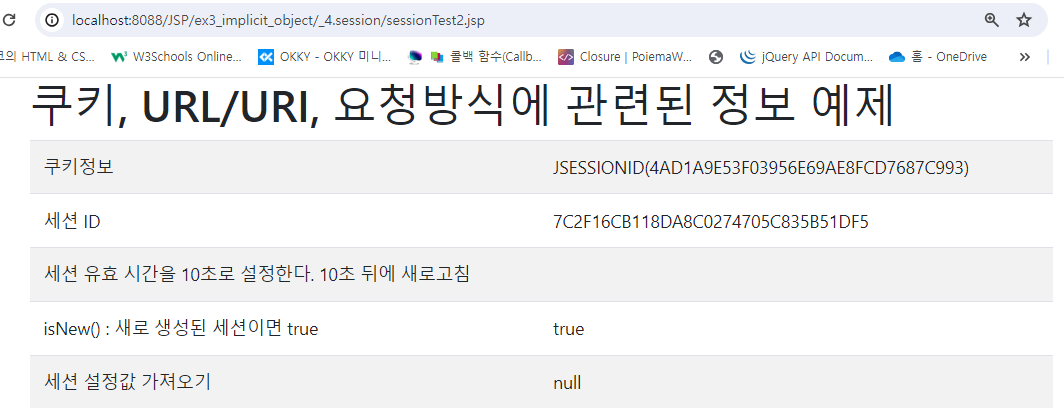 localhost:8088/JSP/ex3_implicit_object/_4.session/sessionTest2.jsp
의 HTML & CS... W3Schools Online... OKKY - OKKY 미니... 콜백 함수(Callb... Closure | PoiemaW... jQuery API Docum... 홈 - OneDrive »
쿠키, URL/URI, 요청방식에 관련된 정보 예제
쿠키정보 JSESSIONID(4AD1A9E53F03956E69AE8FCD7687C993)
세션 ID 7C2F16CB118DA8C0274705C835B51DF5
세션 유효 시간을 10초로 설정한다. 10초 뒤에 새로고침
isNew() : 새로 생성된 세션이면 true true
세션 설정값 가져오기 null